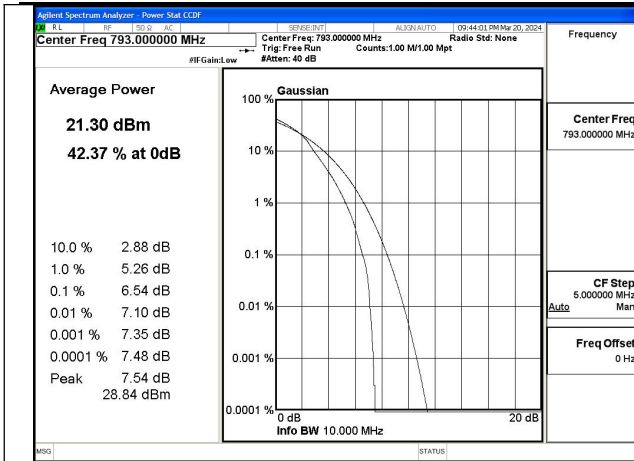 Agilent Spectrum Analyzer - Power Stat CCDF
RL RF 50 Ω AC SENSE:INT ALIGN AUTO 09:44:01 PM Mar 20, 2024
Center Freq 793.000000 MHz
Center Freq: 793.000000 MHz Radio Std: None
Trig: Free Run Counts:1.00 M/1.00 Mpt
#IFGain:Low #Atten: 40 dB
Frequency
Average Power
21.30 dBm
42.37 % at 0dB
10.0 % 2.88 dB
1.0 % 5.26 dB
0.1 % 6.54 dB
0.01 % 7.10 dB
0.001 % 7.35 dB
0.0001 % 7.48 dB
Peak 7.54 dB
28.84 dBm
Gaussian
100 %
10 %
1 %
0.1 %
0.01 %
0.001 %
0.0001 %
0 dB 20 dB
Info BW 10.000 MHz
Center Freq
793.000000 MHz
CF Step
5.000000 MHz
Auto Man
Freq Offset
0 Hz
MSG STATUS